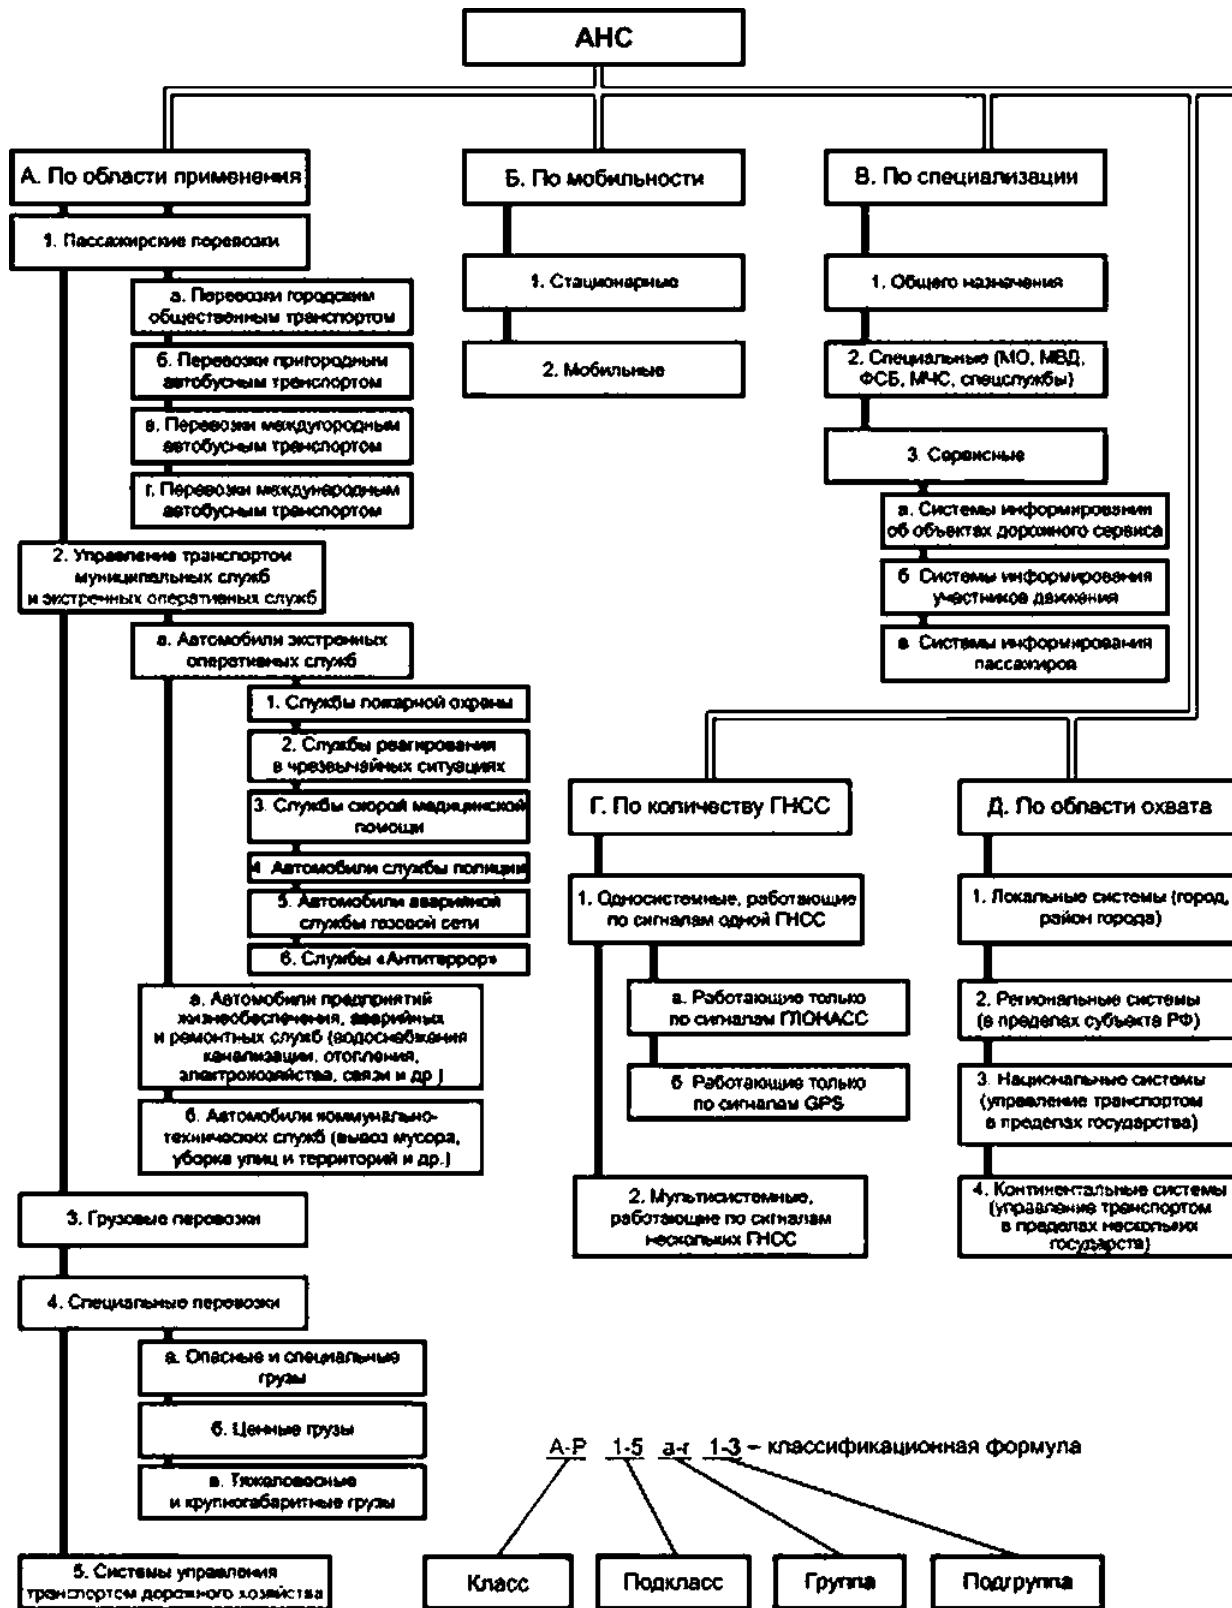 АНС
А. По области применения
1. Пассажирские перевозки
а. Перевозки городским
общественным транспортом
б. Перевозки пригородным
автобусным транспортом
в. Перевозки междугородным
автобусным транспортом
г. Перевозки международным
автобусным транспортом
2. Управление транспортом
муниципальных служб
и экстренных оперативных служб
а. Автомобили экстренных
оперативных служб
1. Службы пожарной охраны
2. Службы реагирования
в чрезвычайных ситуациях
3. Службы скорой медицинской
помощи
4. Автомобили службы полиции
5. Автомобили аварийной
службы газовой сети
6. Службы «Антитеррор»
в. Автомобили предприятий
жизнеобеспечения, аварийных
и ремонтных служб (водоснабжения
канализации, отопления,
электрохозяйства, связи и др.)
б. Автомобили коммунально-
технических служб (вывоз мусора,
уборка улиц и территорий и др.)
3. Грузовые перевозки
4. Специальные перевозки
а. Опасные и специальные
грузы
б. Ценные грузы
в. Тяжеловесные
и крупногабаритные грузы
5. Системы управления
транспортом дорожного хозяйства
Б. По мобильности
1. Стационарные
2. Мобильные
В. По специализации
1. Общего назначения
2. Специальные (МО, МВД,
ФСБ, МЧС, спецслужбы)
3. Сервисные
а. Системы информирования
об объектах дорожного сервиса
б. Системы информирования
участников движения
в. Системы информирования
пассажиров
Г. По количеству ГНСС
1. Односистемные, работающие
по сигналам одной ГНСС
а. Работающие только
по сигналам ГЛОНАСС
б. Работающие только
по сигналам GPS
2. Мультисистемные,
работающие по сигналам
нескольких ГНСС
Д. По области охвата
1. Локальные системы (город,
район города)
2. Региональные системы
(в пределах субъекта РФ)
3. Национальные системы
(управление транспортом
в пределах государства)
4. Континентальные системы
(управление транспортом
в пределах нескольких
государств)
А-Р 1-5 а-г 1-3 – классификационная формула
Класс
Подкласс
Группа
Подгруппа